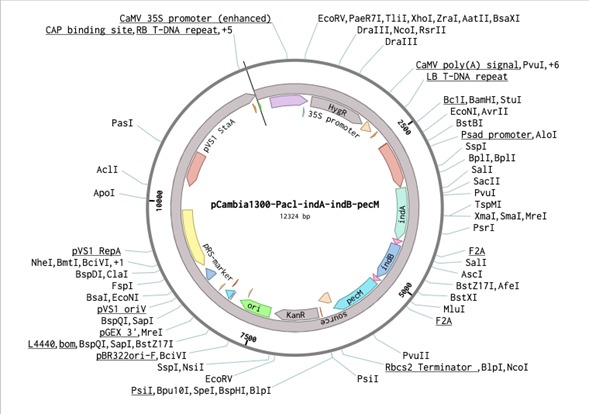 CaMV 35S promoter (enhanced)
CAP binding site,RB T-DNA repeat,+5
EcoRV,PaeR7I,TliI,XhoI,ZraI,AatII,BsaXI
DraIII,NcoI,RsrII
DraIII
CaMV poly(A) signal,PvuI,+6
LB T-DNA repeat
Bc1I,BamHI,StuI
EcoNI,AvrII
BstBI
Psad promoter,AloI
SspI
BplI,BplI
SalI
SacII
PvuI
TspMI
XmaI,SmaI,MreI
PsrI
F2A
SalI
AscI
BstZ17I,AfeI
BstXI
MluI
F2A
PvuII
Rbcs2 Terminator ,BlpI,NcoI
PsiI
PsiI,Bpu10I,SpeI,BspHI,BlpI
EcoRV
SspI,NsiI
pBR322ori-F,BciVI
L4440,bom,BspQI,SapI,BstZ17I
pGEX 3',MreI
BspQI,SapI
pVS1 oriV
BsaI,EcoNI
FspI
BspDI,ClaI
NheI,BmtI,BciVI,+1
pVS1 RepA
ApoI
AclI
PasI
2500
5000
7500
10000
HygR
35S promoter
indA
indB
pecM
source
KanR
ori
pRS-marker
pVS1 StaA
pCambia1300-PacI-indA-indB-pecM
12324 bp